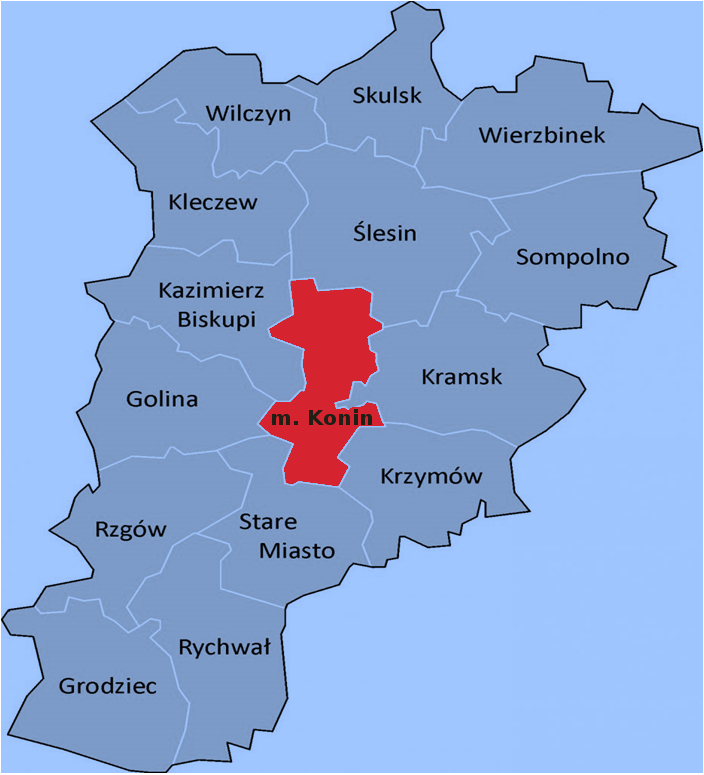 Skulsk
Wilczyn
Wierzbinek
Kleczew
Ślesin
Sompolno
Kazimierz
Biskupi
Kramsk
Golina
m. Konin
Krzymów
Stare
Miasto
Rzgów
Rychwał
Grodziec